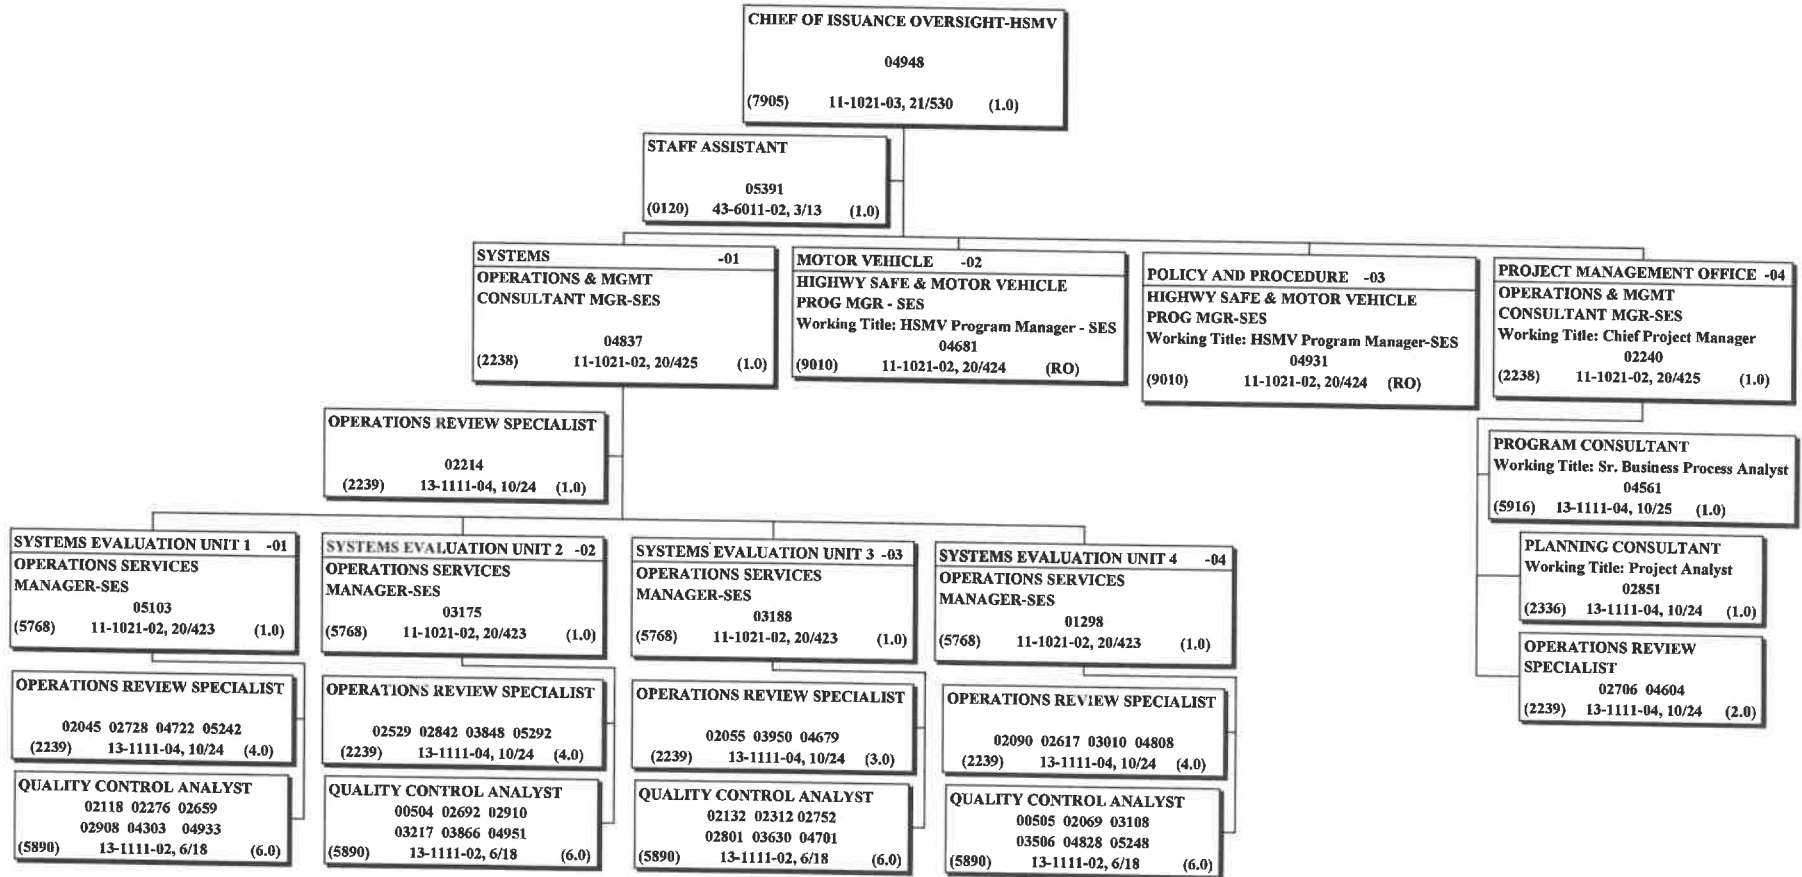 CHIEF OF ISSUANCE OVERSIGHT-HSMV
04948
(7905) 11-1021-03, 21/530 (1.0)
STAFF ASSISTANT
05391
(0120) 43-6011-02, 3/13 (1.0)
SYSTEMS -01
OPERATIONS & MGMT
CONSULTANT MGR-SES
04837
(2238) 11-1021-02, 20/425 (1.0)
MOTOR VEHICLE -02
HIGHWY SAFE & MOTOR VEHICLE
PROG MGR - SES
Working Title: HSMV Program Manager - SES
04681
(9010) 11-1021-02, 20/424 (RO)
POLICY AND PROCEDURE -03
HIGHWY SAFE & MOTOR VEHICLE
PROG MGR-SES
Working Title: HSMV Program Manager-SES
04931
(9010) 11-1021-02, 20/424 (RO)
PROJECT MANAGEMENT OFFICE -04
OPERATIONS & MGMT
CONSULTANT MGR-SES
Working Title: Chief Project Manager
02240
(2238) 11-1021-02, 20/425 (1.0)
OPERATIONS REVIEW SPECIALIST
02214
(2239) 13-1111-04, 10/24 (1.0)
PROGRAM CONSULTANT
Working Title: Sr. Business Process Analyst
04561
(5916) 13-1111-04, 10/25 (1.0)
PLANNING CONSULTANT
Working Title: Project Analyst
02851
(2336) 13-1111-04, 10/24 (1.0)
OPERATIONS REVIEW
SPECIALIST
02706 04604
(2239) 13-1111-04, 10/24 (2.0)
SYSTEMS EVALUATION UNIT 1 -01
OPERATIONS SERVICES
MANAGER-SES
05103
(5768) 11-1021-02, 20/423 (1.0)
OPERATIONS REVIEW SPECIALIST
02045 02728 04722 05242
(2239) 13-1111-04, 10/24 (4.0)
QUALITY CONTROL ANALYST
02118 02276 02659
02908 04303 04933
(5890) 13-1111-02, 6/18 (6.0)
SYSTEMS EVALUATION UNIT 2 -02
OPERATIONS SERVICES
MANAGER-SES
03175
(5768) 11-1021-02, 20/423 (1.0)
OPERATIONS REVIEW SPECIALIST
02529 02842 03848 05292
(2239) 13-1111-04, 10/24 (4.0)
QUALITY CONTROL ANALYST
00504 02692 02910
03217 03866 04951
(5890) 13-1111-02, 6/18 (6.0)
SYSTEMS EVALUATION UNIT 3 -03
OPERATIONS SERVICES
MANAGER-SES
03188
(5768) 11-1021-02, 20/423 (1.0)
OPERATIONS REVIEW SPECIALIST
02055 03950 04679
(2239) 13-1111-04, 10/24 (3.0)
QUALITY CONTROL ANALYST
02132 02312 02752
02801 03630 04701
(5890) 13-1111-02, 6/18 (6.0)
SYSTEMS EVALUATION UNIT 4 -04
OPERATIONS SERVICES
MANAGER-SES
01298
(5768) 11-1021-02, 20/423 (1.0)
OPERATIONS REVIEW SPECIALIST
02090 02617 03010 04808
(2239) 13-1111-04, 10/24 (4.0)
QUALITY CONTROL ANALYST
00505 02069 03108
03506 04828 05248
(5890) 13-1111-02, 6/18 (6.0)